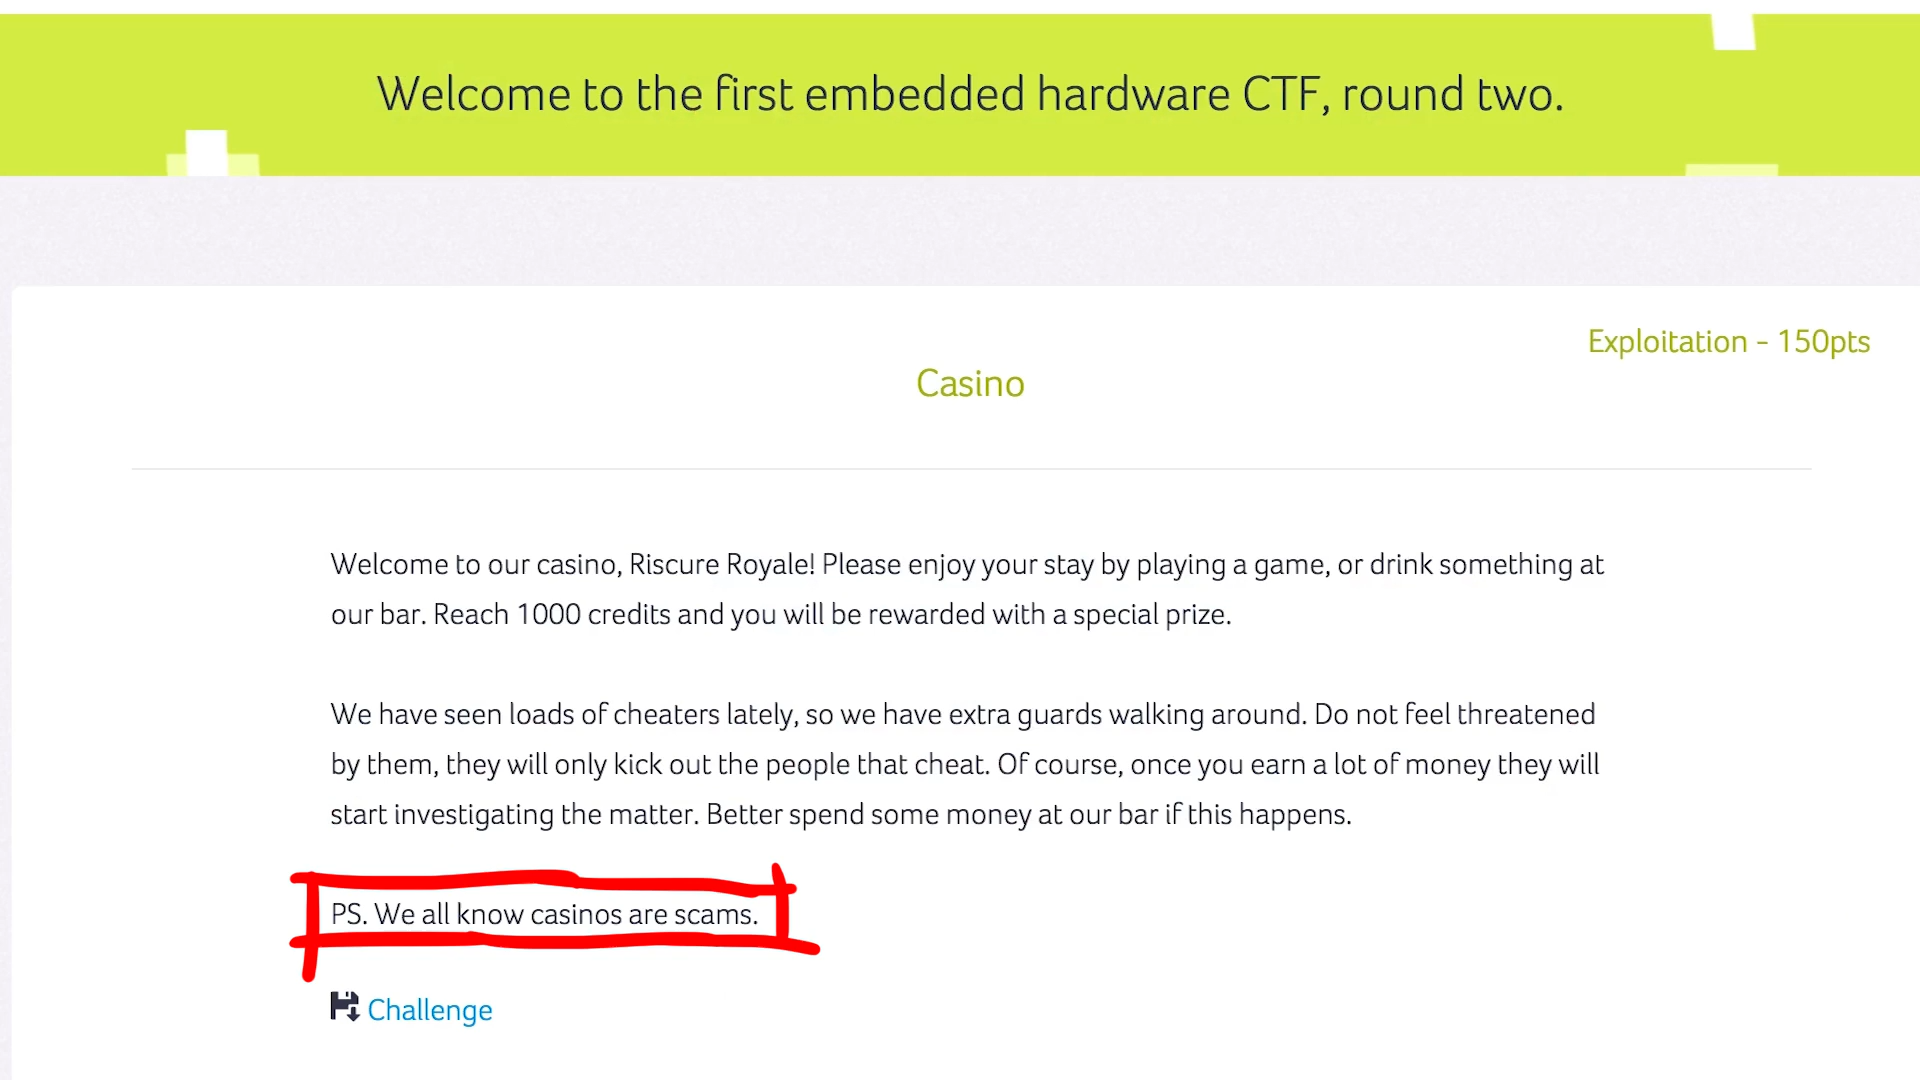 Welcome to the first embedded hardware CTF, round two.
Exploitation - 150pts
Casino
Welcome to our casino, Riscure Royale! Please enjoy your stay by playing a game, or drink something at
our bar. Reach 1000 credits and you will be rewarded with a special prize.
We have seen loads of cheaters lately, so we have extra guards walking around. Do not feel threatened
by them, they will only kick out the people that cheat. Of course, once you earn a lot of money they will
start investigating the matter. Better spend some money at our bar if this happens.
PS. We all know casinos are scams.
Challenge